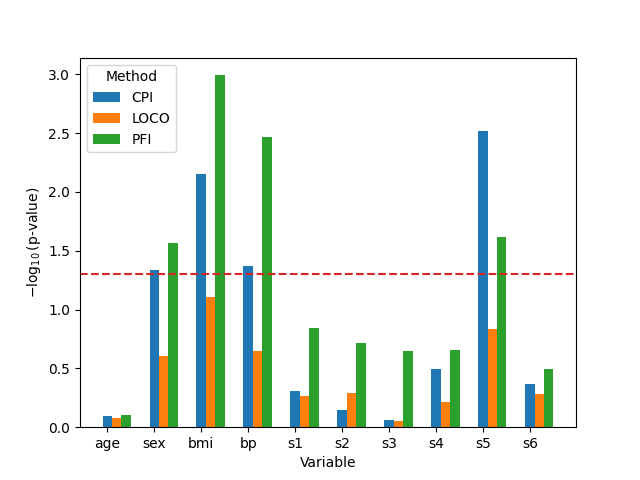 Method
CPI
LOCO
PFI
3.0
2.5
2.0
1.5
1.0
0.5
0.0
−log₁₀(p-value)
age sex bmi bp s1 s2 s3 s4 s5 s6
Variable